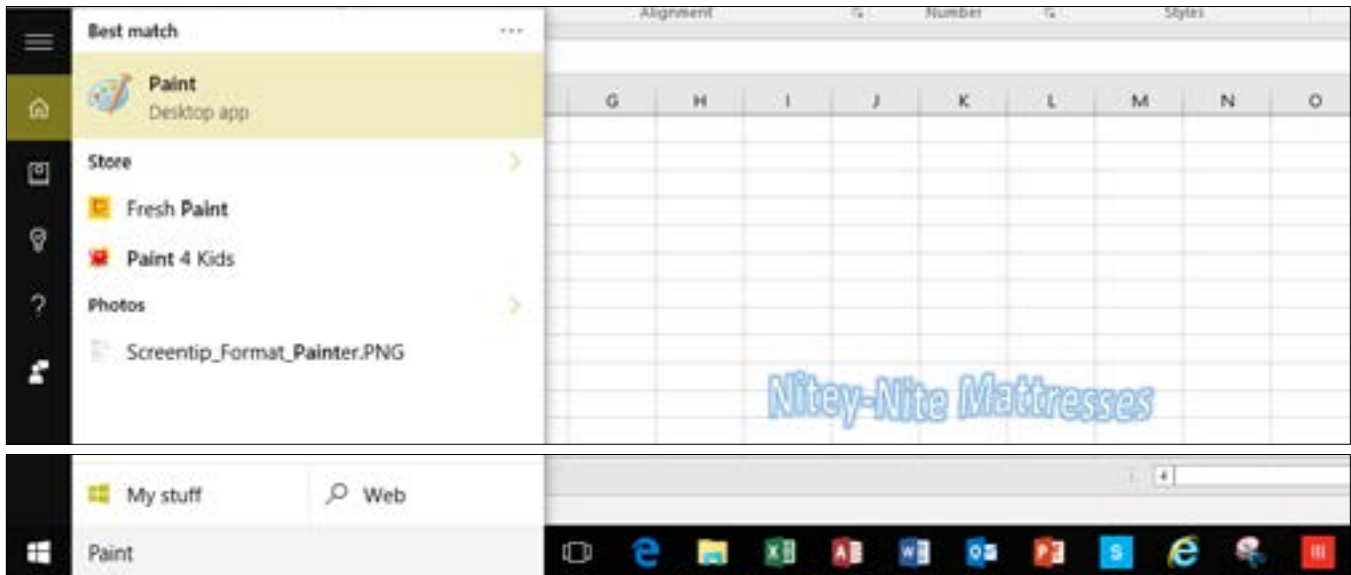 Alignment Number Styles
Best match ...
Paint
Desktop app
G H I J K L M N O
Store
Fresh Paint
Paint 4 Kids
Photos
Screentip_Format_Painter.PNG
Nitey-Nite Mattresses
My stuff Web
Paint